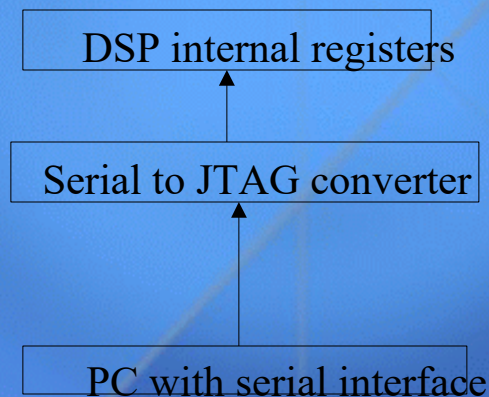 DSP internal registers
Serial to JTAG converter
PC with serial interface